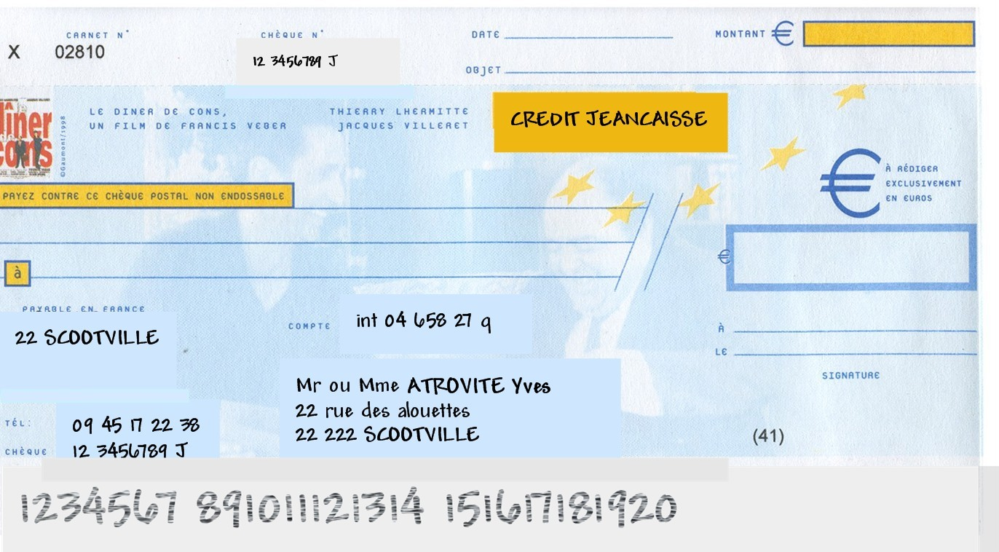 CARNET N°
CHÈQUE N°
DATE
MONTANT €
X 02810
12 3456789 J
OBJET
dîner de cons
©Gaumont/1998
LE DINER DE CONS,
UN FILM DE FRANCIS VEBER
THIERRY LHERMITTE
JACQUES VILLERET
CREDIT JEANCAISSE
€
À RÉDIGER
EXCLUSIVEMENT
EN EUROS
PAYEZ CONTRE CE CHÈQUE POSTAL NON ENDOSSABLE
€
à
PAYABLE EN FRANCE
22 SCOOTVILLE
COMPTE
int 04 658 27 q
À
LE
SIGNATURE
Mr ou Mme ATROVITE Yves
22 rue des alouettes
22 222 SCOOTVILLE
TÉL: 09 45 17 22 38
CHÈQUE 12 3456789 J
(41)
1234567 891011121314 151617181920